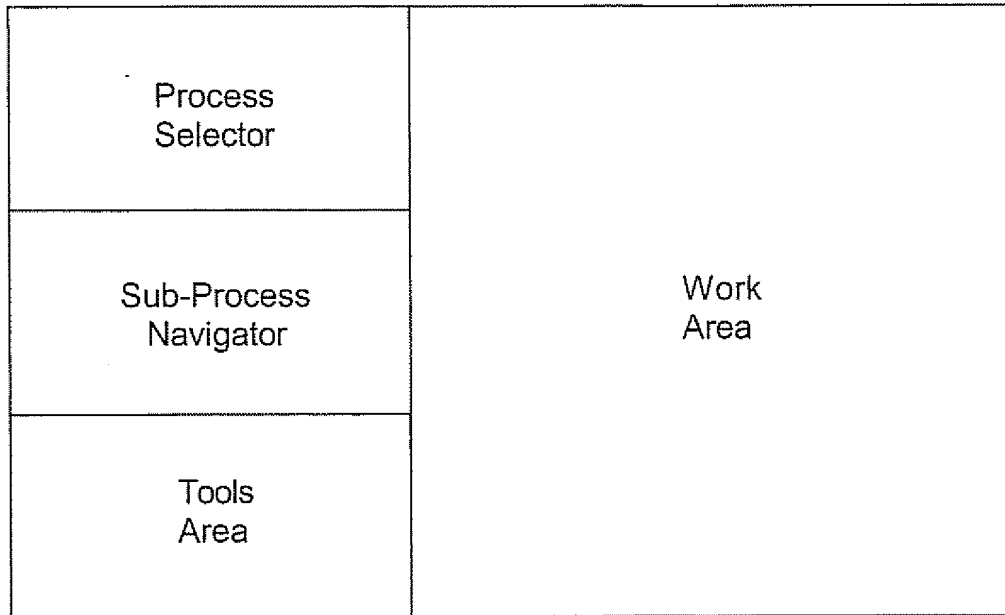 Process
Selector
Sub-Process
Navigator
Work
Area
Tools
Area